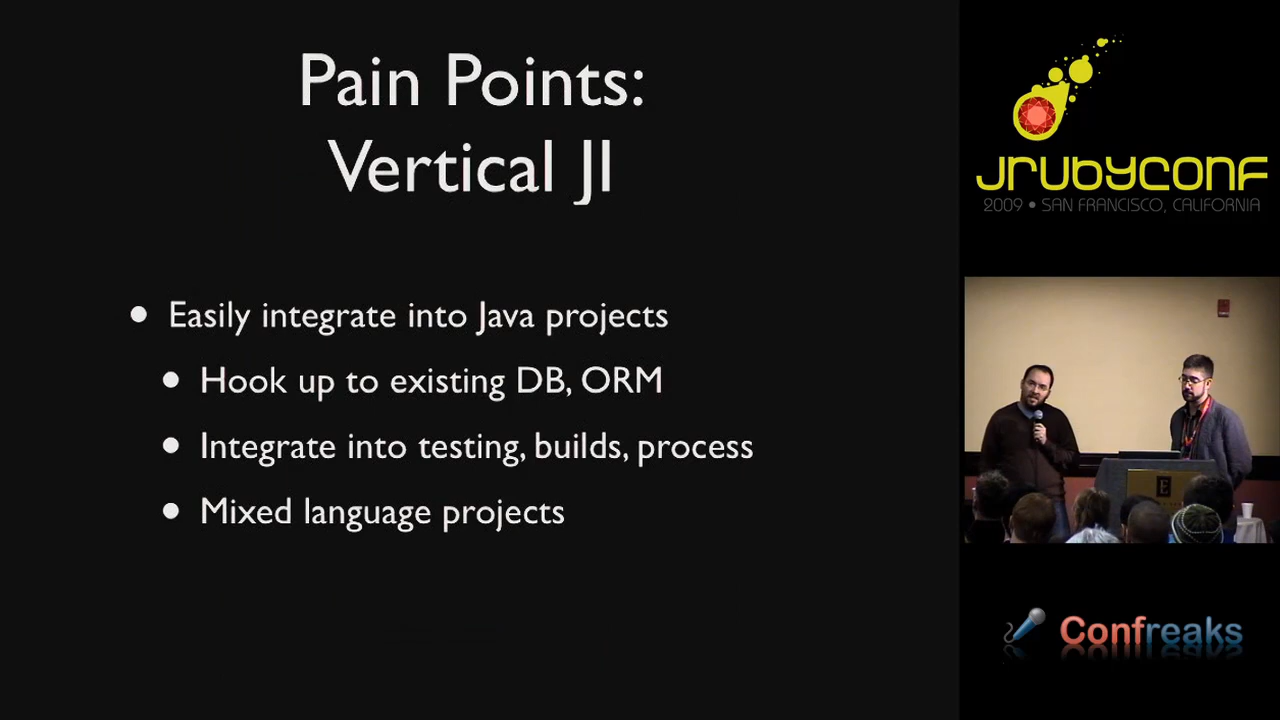 Pain Points:
Vertical JI
Easily integrate into Java projects
Hook up to existing DB, ORM
Integrate into testing, builds, process
Mixed language projects
JRUBYCONF
2009 • SAN FRANCISCO, CALIFORNIA
E
Confreaks